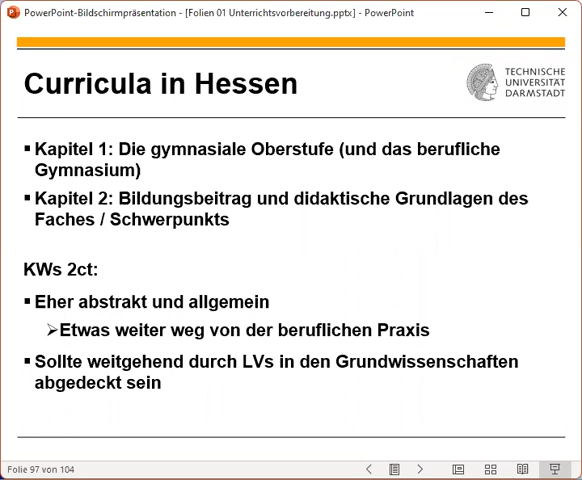 PowerPoint-Bildschirmpräsentation - [Folien 01 Unterrichtsvorbereitung.pptx] - PowerPoint
Curricula in Hessen
TECHNISCHE
UNIVERSITÄT
DARMSTADT
Kapitel 1: Die gymnasiale Oberstufe (und das berufliche
Gymnasium)
Kapitel 2: Bildungsbeitrag und didaktische Grundlagen des
Faches / Schwerpunkts
KWs 2ct:
Eher abstrakt und allgemein
Etwas weiter weg von der beruflichen Praxis
Sollte weitgehend durch LVs in den Grundwissenschaften
abgedeckt sein
Folie 97 von 104